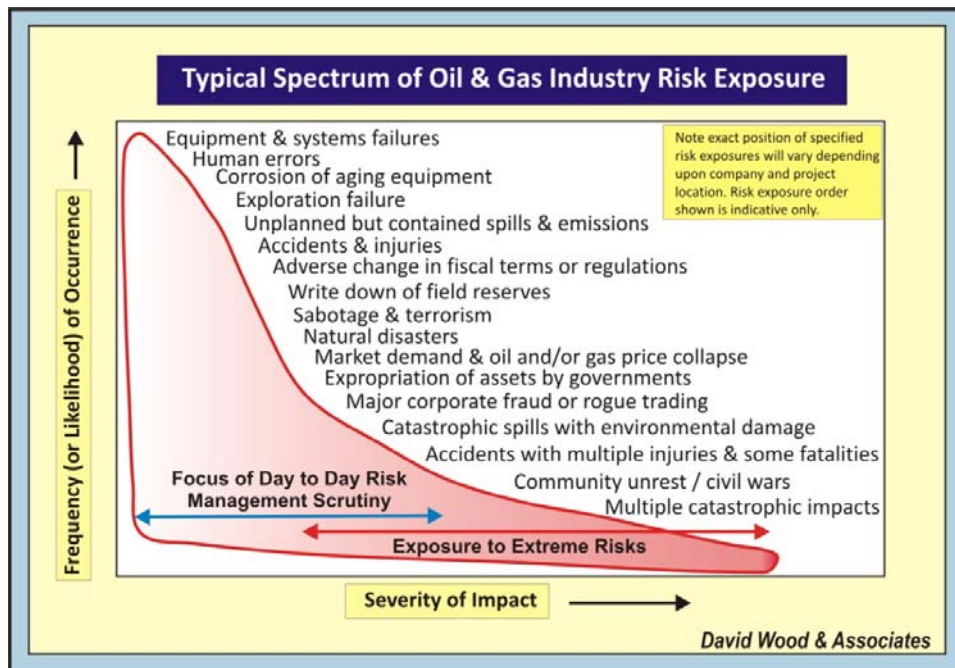 Typical Spectrum of Oil & Gas Industry Risk Exposure
Equipment & systems failures
Human errors
Corrosion of aging equipment
Exploration failure
Unplanned but contained spills & emissions
Accidents & injuries
Adverse change in fiscal terms or regulations
Write down of field reserves
Sabotage & terrorism
Natural disasters
Market demand & oil and/or gas price collapse
Expropriation of assets by governments
Major corporate fraud or rogue trading
Catastrophic spills with environmental damage
Accidents with multiple injuries & some fatalities
Community unrest / civil wars
Multiple catastrophic impacts
Note exact position of specified
risk exposures will vary depending
upon company and project
location. Risk exposure order
shown is indicative only.
Frequency (or Likelihood) of Occurrence
Focus of Day to Day Risk
Management Scrutiny
Exposure to Extreme Risks
Severity of Impact
David Wood & Associates